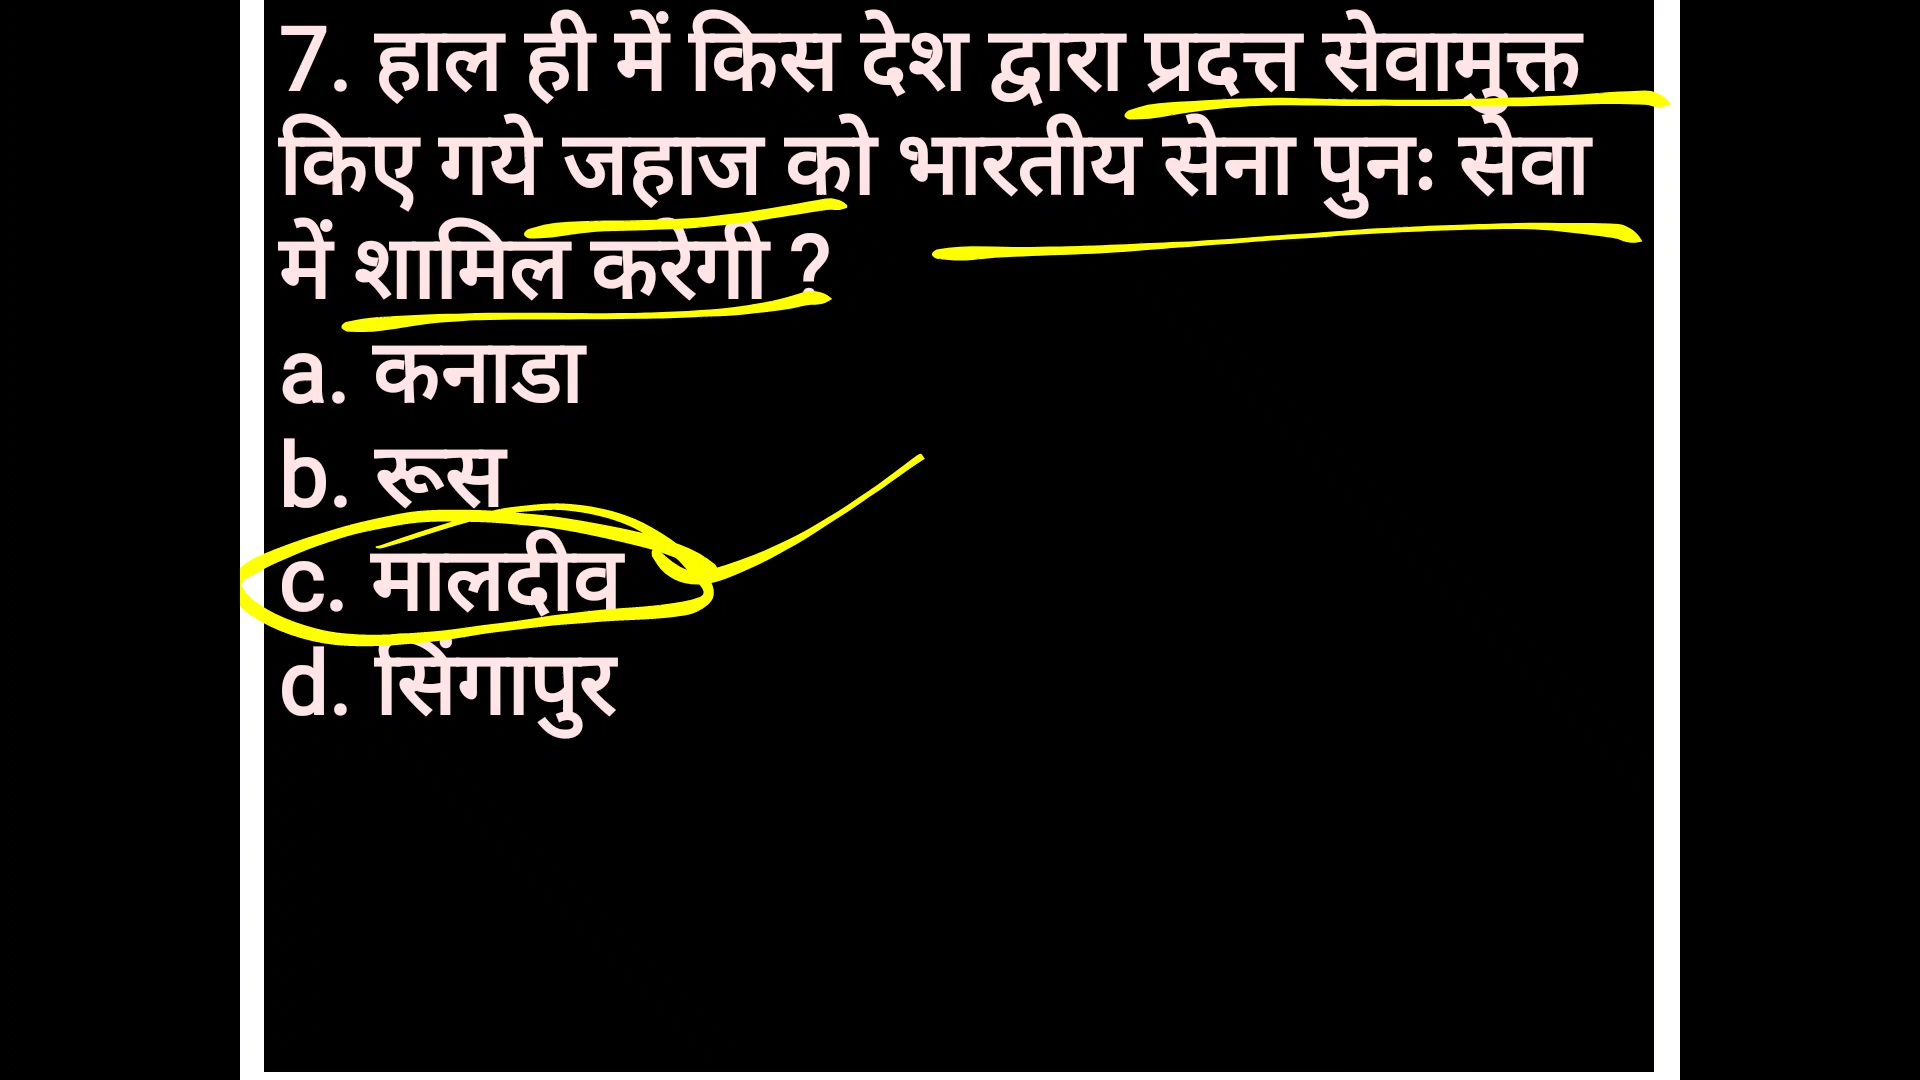 7. हाल ही में किस देश द्वारा प्रदत्त सेवामुक्त
किए गये जहाज को भारतीय सेना पुनः सेवा
में शामिल करेगी ?
a. कनाडा
b. रूस
c. मालदीव
d. सिंगापुर